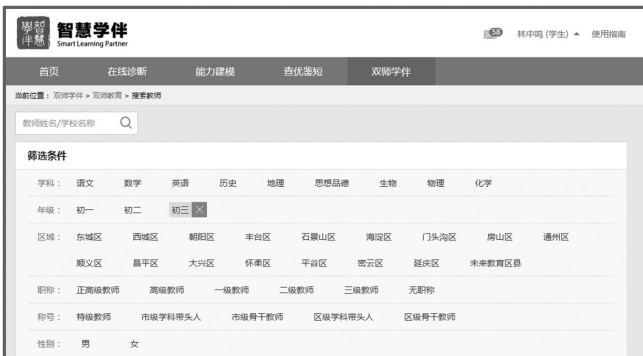 學智
伴慧
智慧学伴
Smart Learning Partner
58 林中鸣 (学生) 使用指南
首页 在线诊断 能力建模 查优鉴短 双师学伴
当前位置: 双师学伴 > 双师教育 > 搜索教师
教师姓名/学校名称
筛选条件
学科: 语文 数学 英语 历史 地理 思想品德 生物 物理 化学
年级: 初一 初二 初三
区域: 东城区 西城区 朝阳区 丰台区 石景山区 海淀区 门头沟区 房山区 通州区
顺义区 昌平区 大兴区 怀柔区 平谷区 密云区 延庆区 未来教育区县
职称: 正高级教师 高级教师 一级教师 二级教师 三级教师 无职称
称号: 特级教师 市级学科带头人 市级骨干教师 区级学科带头人 区级骨干教师
性别: 男 女